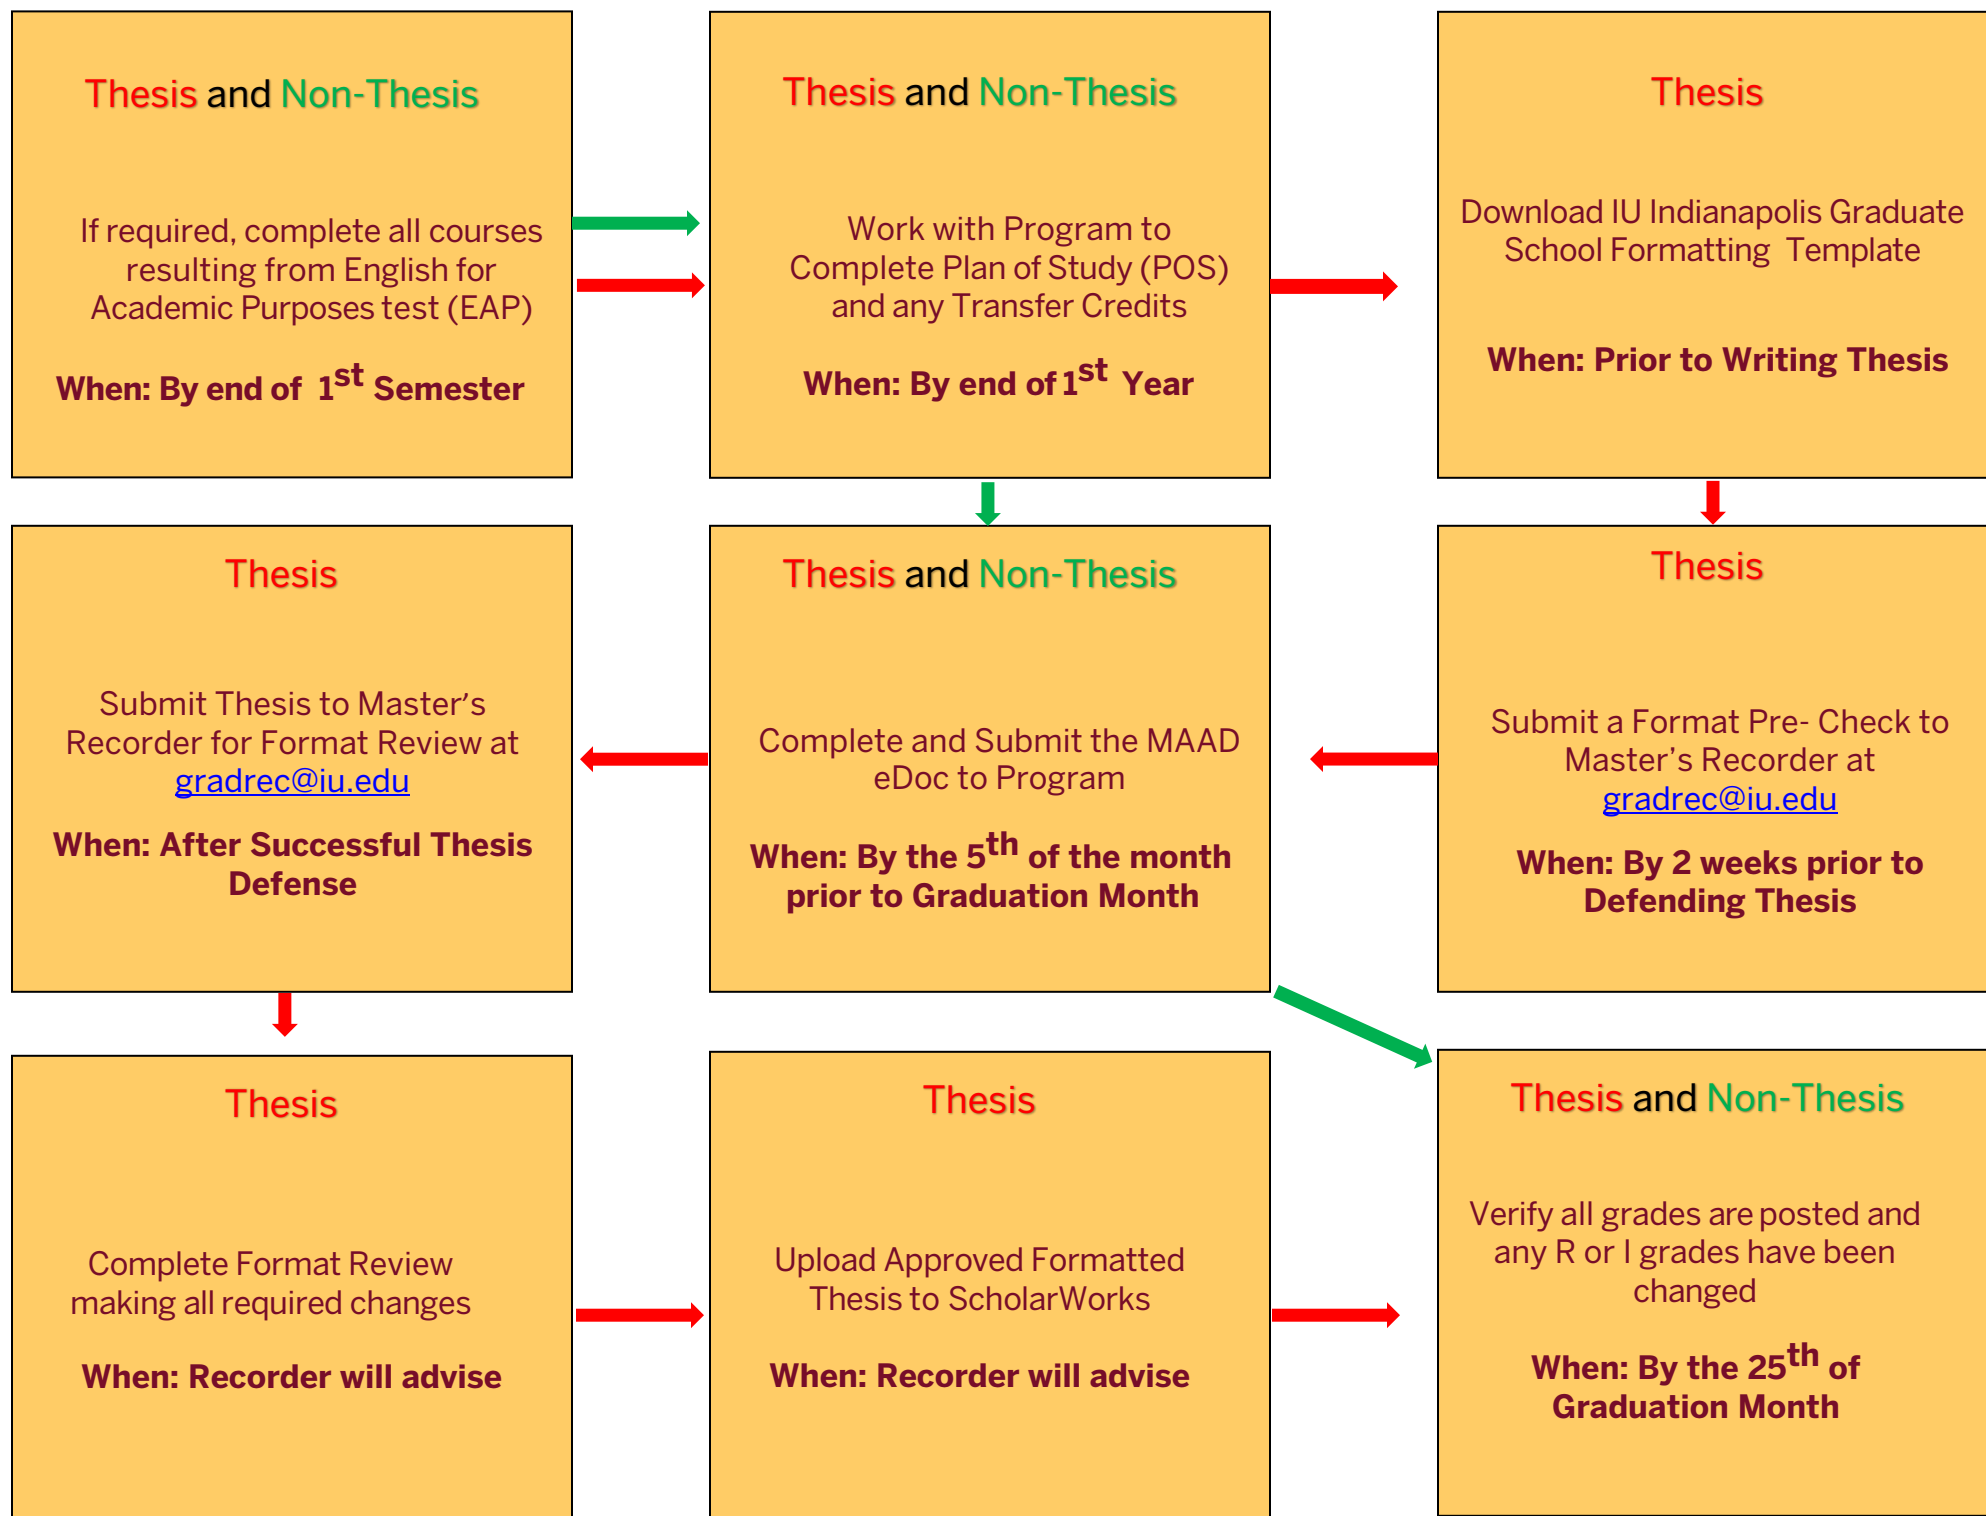 Thesis and Non-Thesis
If required, complete all courses
resulting from English for
Academic Purposes test (EAP)
When: By end of 1st Semester
Thesis and Non-Thesis
Work with Program to
Complete Plan of Study (POS)
and any Transfer Credits
When: By end of 1st Year
Thesis
Download IU Indianapolis Graduate
School Formatting Template
When: Prior to Writing Thesis
Thesis
Submit Thesis to Master's
Recorder for Format Review at
gradrec@iu.edu
When: After Successful Thesis
Defense
Thesis and Non-Thesis
Complete and Submit the MAAD
eDoc to Program
When: By the 5th of the month
prior to Graduation Month
Thesis
Submit a Format Pre- Check to
Master's Recorder at
gradrec@iu.edu
When: By 2 weeks prior to
Defending Thesis
Thesis
Complete Format Review
making all required changes
When: Recorder will advise
Thesis
Upload Approved Formatted
Thesis to ScholarWorks
When: Recorder will advise
Thesis and Non-Thesis
Verify all grades are posted and
any R or I grades have been
changed
When: By the 25th of
Graduation Month